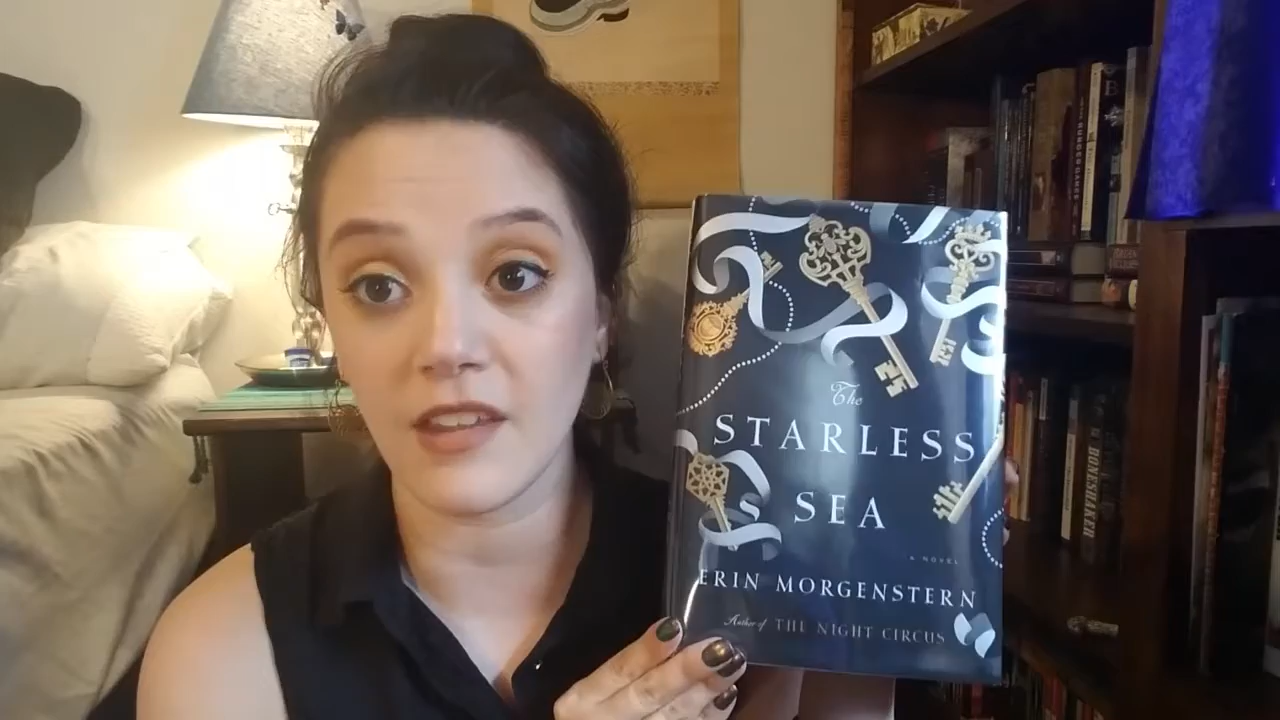 The
STARLESS
SEA
A NOVEL
ERIN MORGENSTERN
Author of THE NIGHT CIRCUS
BONESHAKER